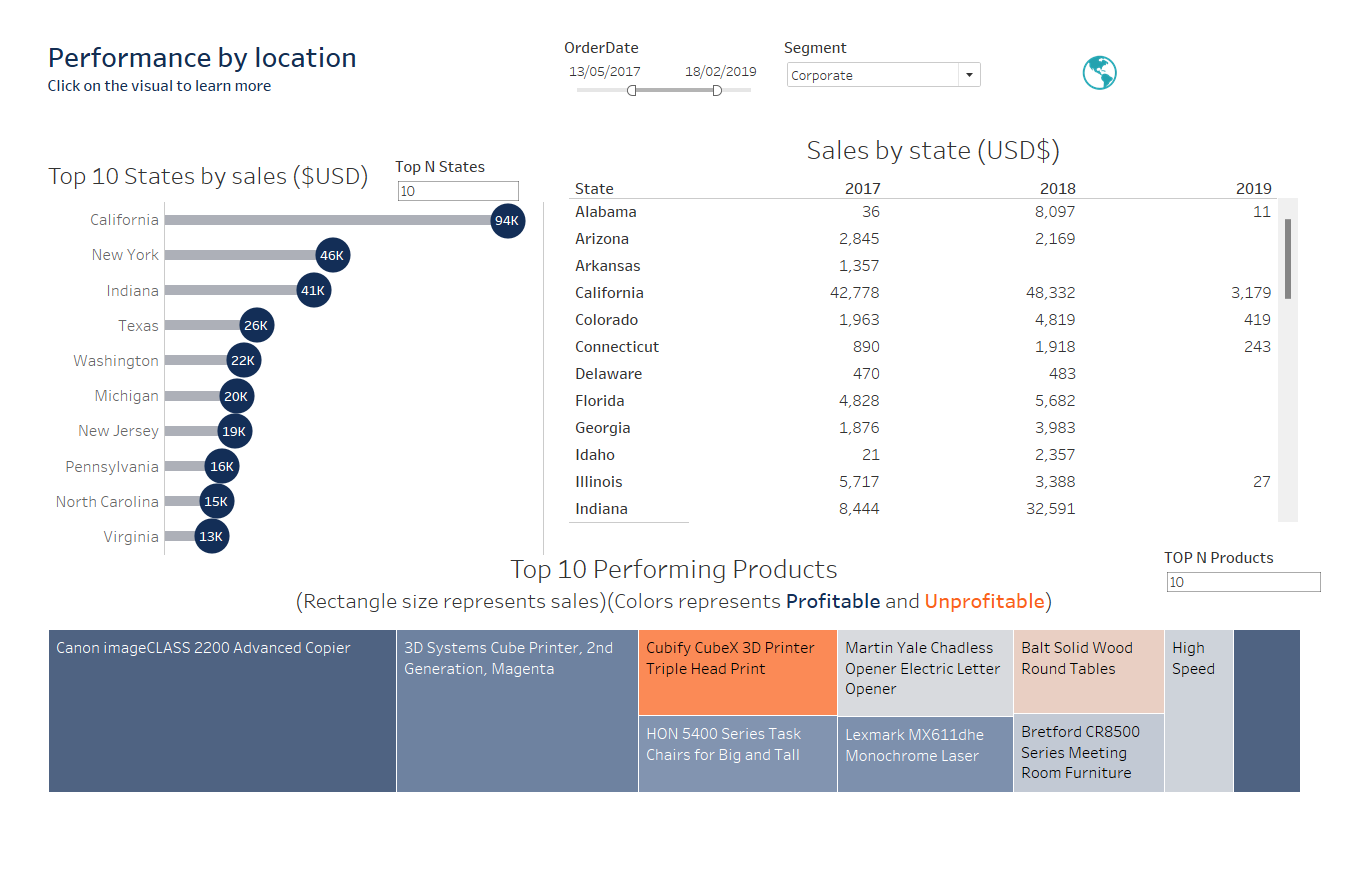 Performance by location
Click on the visual to learn more
OrderDate
13/05/2017 18/02/2019
Segment
Corporate
Top 10 States by sales ($USD)
Top N States
10
California 94K
New York 46K
Indiana 41K
Texas 26K
Washington 22K
Michigan 20K
New Jersey 19K
Pennsylvania 16K
North Carolina 15K
Virginia 13K
Sales by state (USD$)
State 2017 2018 2019
Alabama 36 8,097 11
Arizona 2,845 2,169
Arkansas 1,357
California 42,778 48,332 3,179
Colorado 1,963 4,819 419
Connecticut 890 1,918 243
Delaware 470 483
Florida 4,828 5,682
Georgia 1,876 3,983
Idaho 21 2,357
Illinois 5,717 3,388 27
Indiana 8,444 32,591
Top 10 Performing Products
(Rectangle size represents sales)(Colors represents Profitable and Unprofitable)
TOP N Products
10
Canon imageCLASS 2200 Advanced Copier
3D Systems Cube Printer, 2nd
Generation, Magenta
Cubify CubeX 3D Printer
Triple Head Print
HON 5400 Series Task
Chairs for Big and Tall
Martin Yale Chadless
Opener Electric Letter
Opener
Lexmark MX611dhe
Monochrome Laser
Balt Solid Wood
Round Tables
Bretford CR8500
Series Meeting
Room Furniture
High
Speed